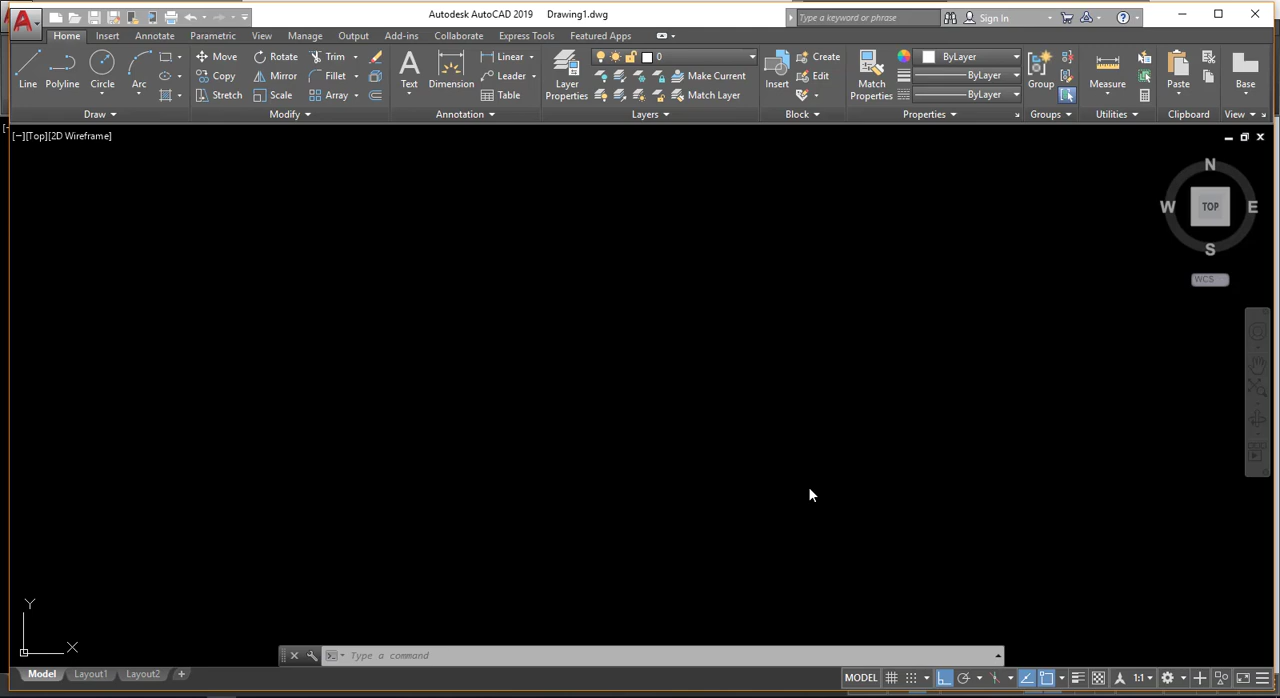 Autodesk AutoCAD 2019 Drawing1.dwg
Type a keyword or phrase
Sign In
Home Insert Annotate Parametric View Manage Output Add-ins Collaborate Express Tools Featured Apps
Line Polyline Circle Arc
Move Rotate Trim
Copy Mirror Fillet
Stretch Scale Array
Text Dimension
Linear
Leader
Table
Layer
Properties
0
Make Current
Match Layer
Insert
Create
Edit
Match
Properties
ByLayer
ByLayer
ByLayer
Group
Measure
Paste
Base
Draw Modify Annotation Layers Block Properties Groups Utilities Clipboard View
[−][Top][2D Wireframe]
N
W TOP E
S
WCS
Y
X
Type a command
Model Layout1 Layout2 +
MODEL 1:1